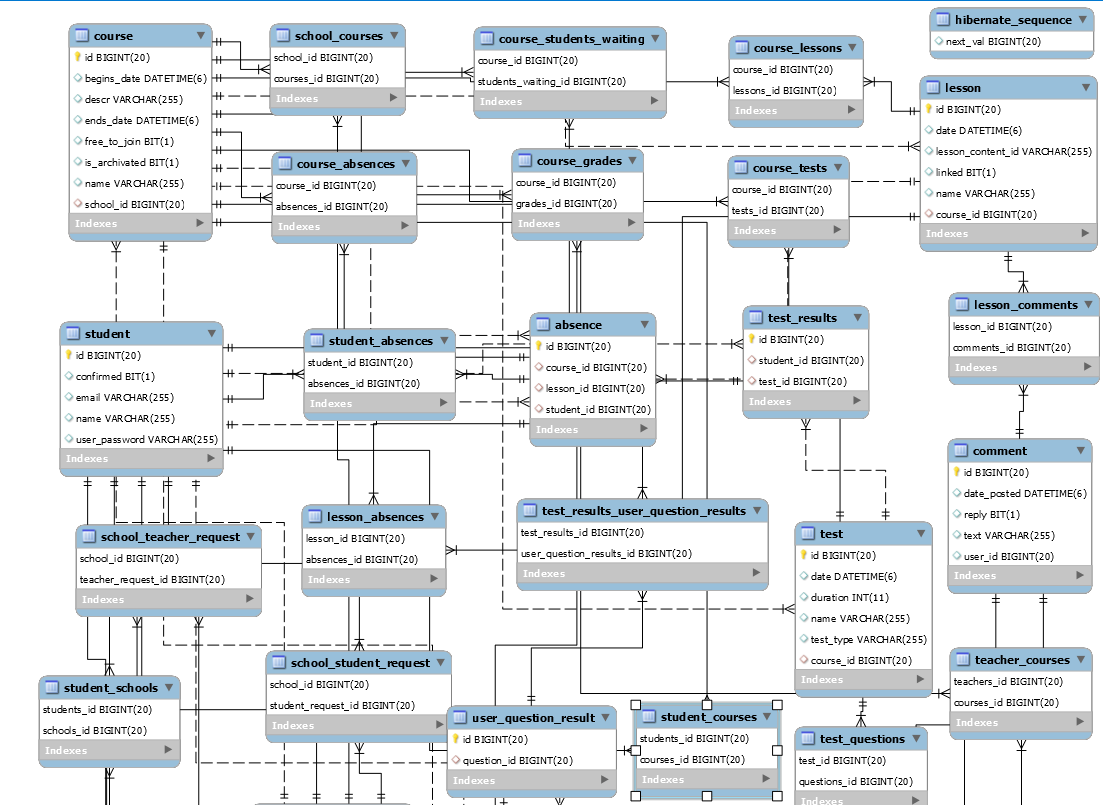 course
id BIGINT(20)
begins_date DATETIME(6)
descr VARCHAR(255)
ends_date DATETIME(6)
free_to_join BIT(1)
is_archivated BIT(1)
name VARCHAR(255)
school_id BIGINT(20)
Indexes
school_courses
school_id BIGINT(20)
courses_id BIGINT(20)
Indexes
course_students_waiting
course_id BIGINT(20)
students_waiting_id BIGINT(20)
Indexes
course_lessons
course_id BIGINT(20)
lessons_id BIGINT(20)
Indexes
hibernate_sequence
next_val BIGINT(20)
lesson
id BIGINT(20)
date DATETIME(6)
lesson_content_id VARCHAR(255)
linked BIT(1)
name VARCHAR(255)
course_id BIGINT(20)
Indexes
course_absences
course_id BIGINT(20)
absences_id BIGINT(20)
Indexes
course_grades
course_id BIGINT(20)
grades_id BIGINT(20)
Indexes
course_tests
course_id BIGINT(20)
tests_id BIGINT(20)
Indexes
lesson_comments
lesson_id BIGINT(20)
comments_id BIGINT(20)
Indexes
student
id BIGINT(20)
confirmed BIT(1)
email VARCHAR(255)
name VARCHAR(255)
user_password VARCHAR(255)
Indexes
student_absences
student_id BIGINT(20)
absences_id BIGINT(20)
Indexes
absence
id BIGINT(20)
course_id BIGINT(20)
lesson_id BIGINT(20)
student_id BIGINT(20)
Indexes
test_results
id BIGINT(20)
student_id BIGINT(20)
test_id BIGINT(20)
Indexes
comment
id BIGINT(20)
date_posted DATETIME(6)
reply BIT(1)
text VARCHAR(255)
user_id BIGINT(20)
Indexes
school_teacher_request
school_id BIGINT(20)
teacher_request_id BIGINT(20)
Indexes
lesson_absences
lesson_id BIGINT(20)
absences_id BIGINT(20)
Indexes
test_results_user_question_results
test_results_id BIGINT(20)
user_question_results_id BIGINT(20)
Indexes
test
id BIGINT(20)
date DATETIME(6)
duration INT(11)
name VARCHAR(255)
test_type VARCHAR(255)
course_id BIGINT(20)
Indexes
teacher_courses
teachers_id BIGINT(20)
courses_id BIGINT(20)
Indexes
student_schools
students_id BIGINT(20)
schools_id BIGINT(20)
Indexes
school_student_request
school_id BIGINT(20)
student_request_id BIGINT(20)
Indexes
user_question_result
id BIGINT(20)
question_id BIGINT(20)
Indexes
student_courses
students_id BIGINT(20)
courses_id BIGINT(20)
Indexes
test_questions
test_id BIGINT(20)
questions_id BIGINT(20)
Indexes